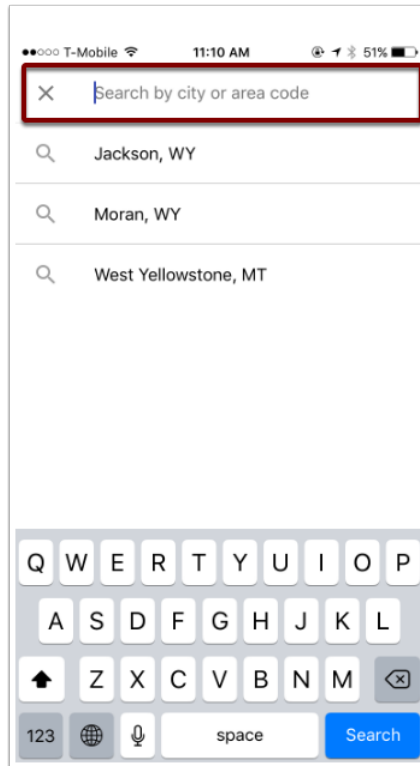 T-Mobile 11:10 AM 51%
Search by city or area code
Jackson, WY
Moran, WY
West Yellowstone, MT
Q W E R T Y U I O P
A S D F G H J K L
Z X C V B N M
123 space Search